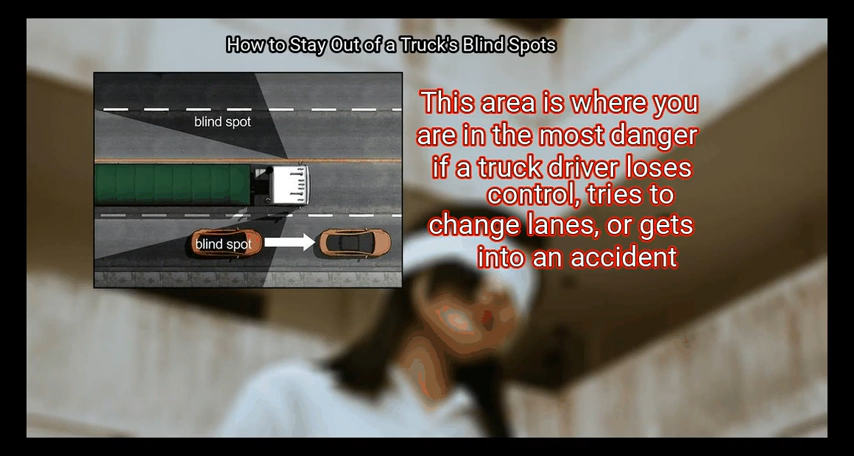 How to Stay Out of a Truck's Blind Spots
blind spot
blind spot
This area is where you
are in the most danger
if a truck driver loses
control, tries to
change lanes, or gets
into an accident